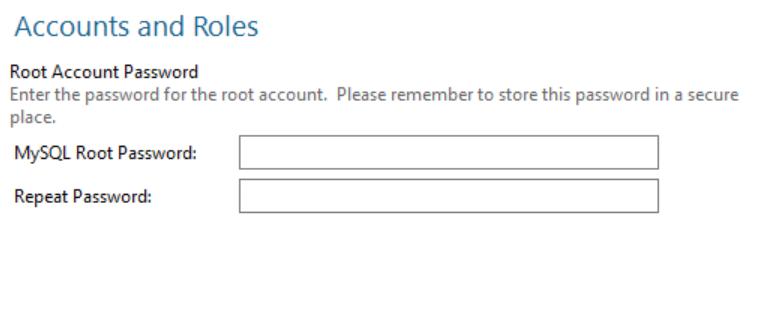 Accounts and Roles
Root Account Password
Enter the password for the root account.  Please remember to store this password in a secure
place.
MySQL Root Password:
Repeat Password: